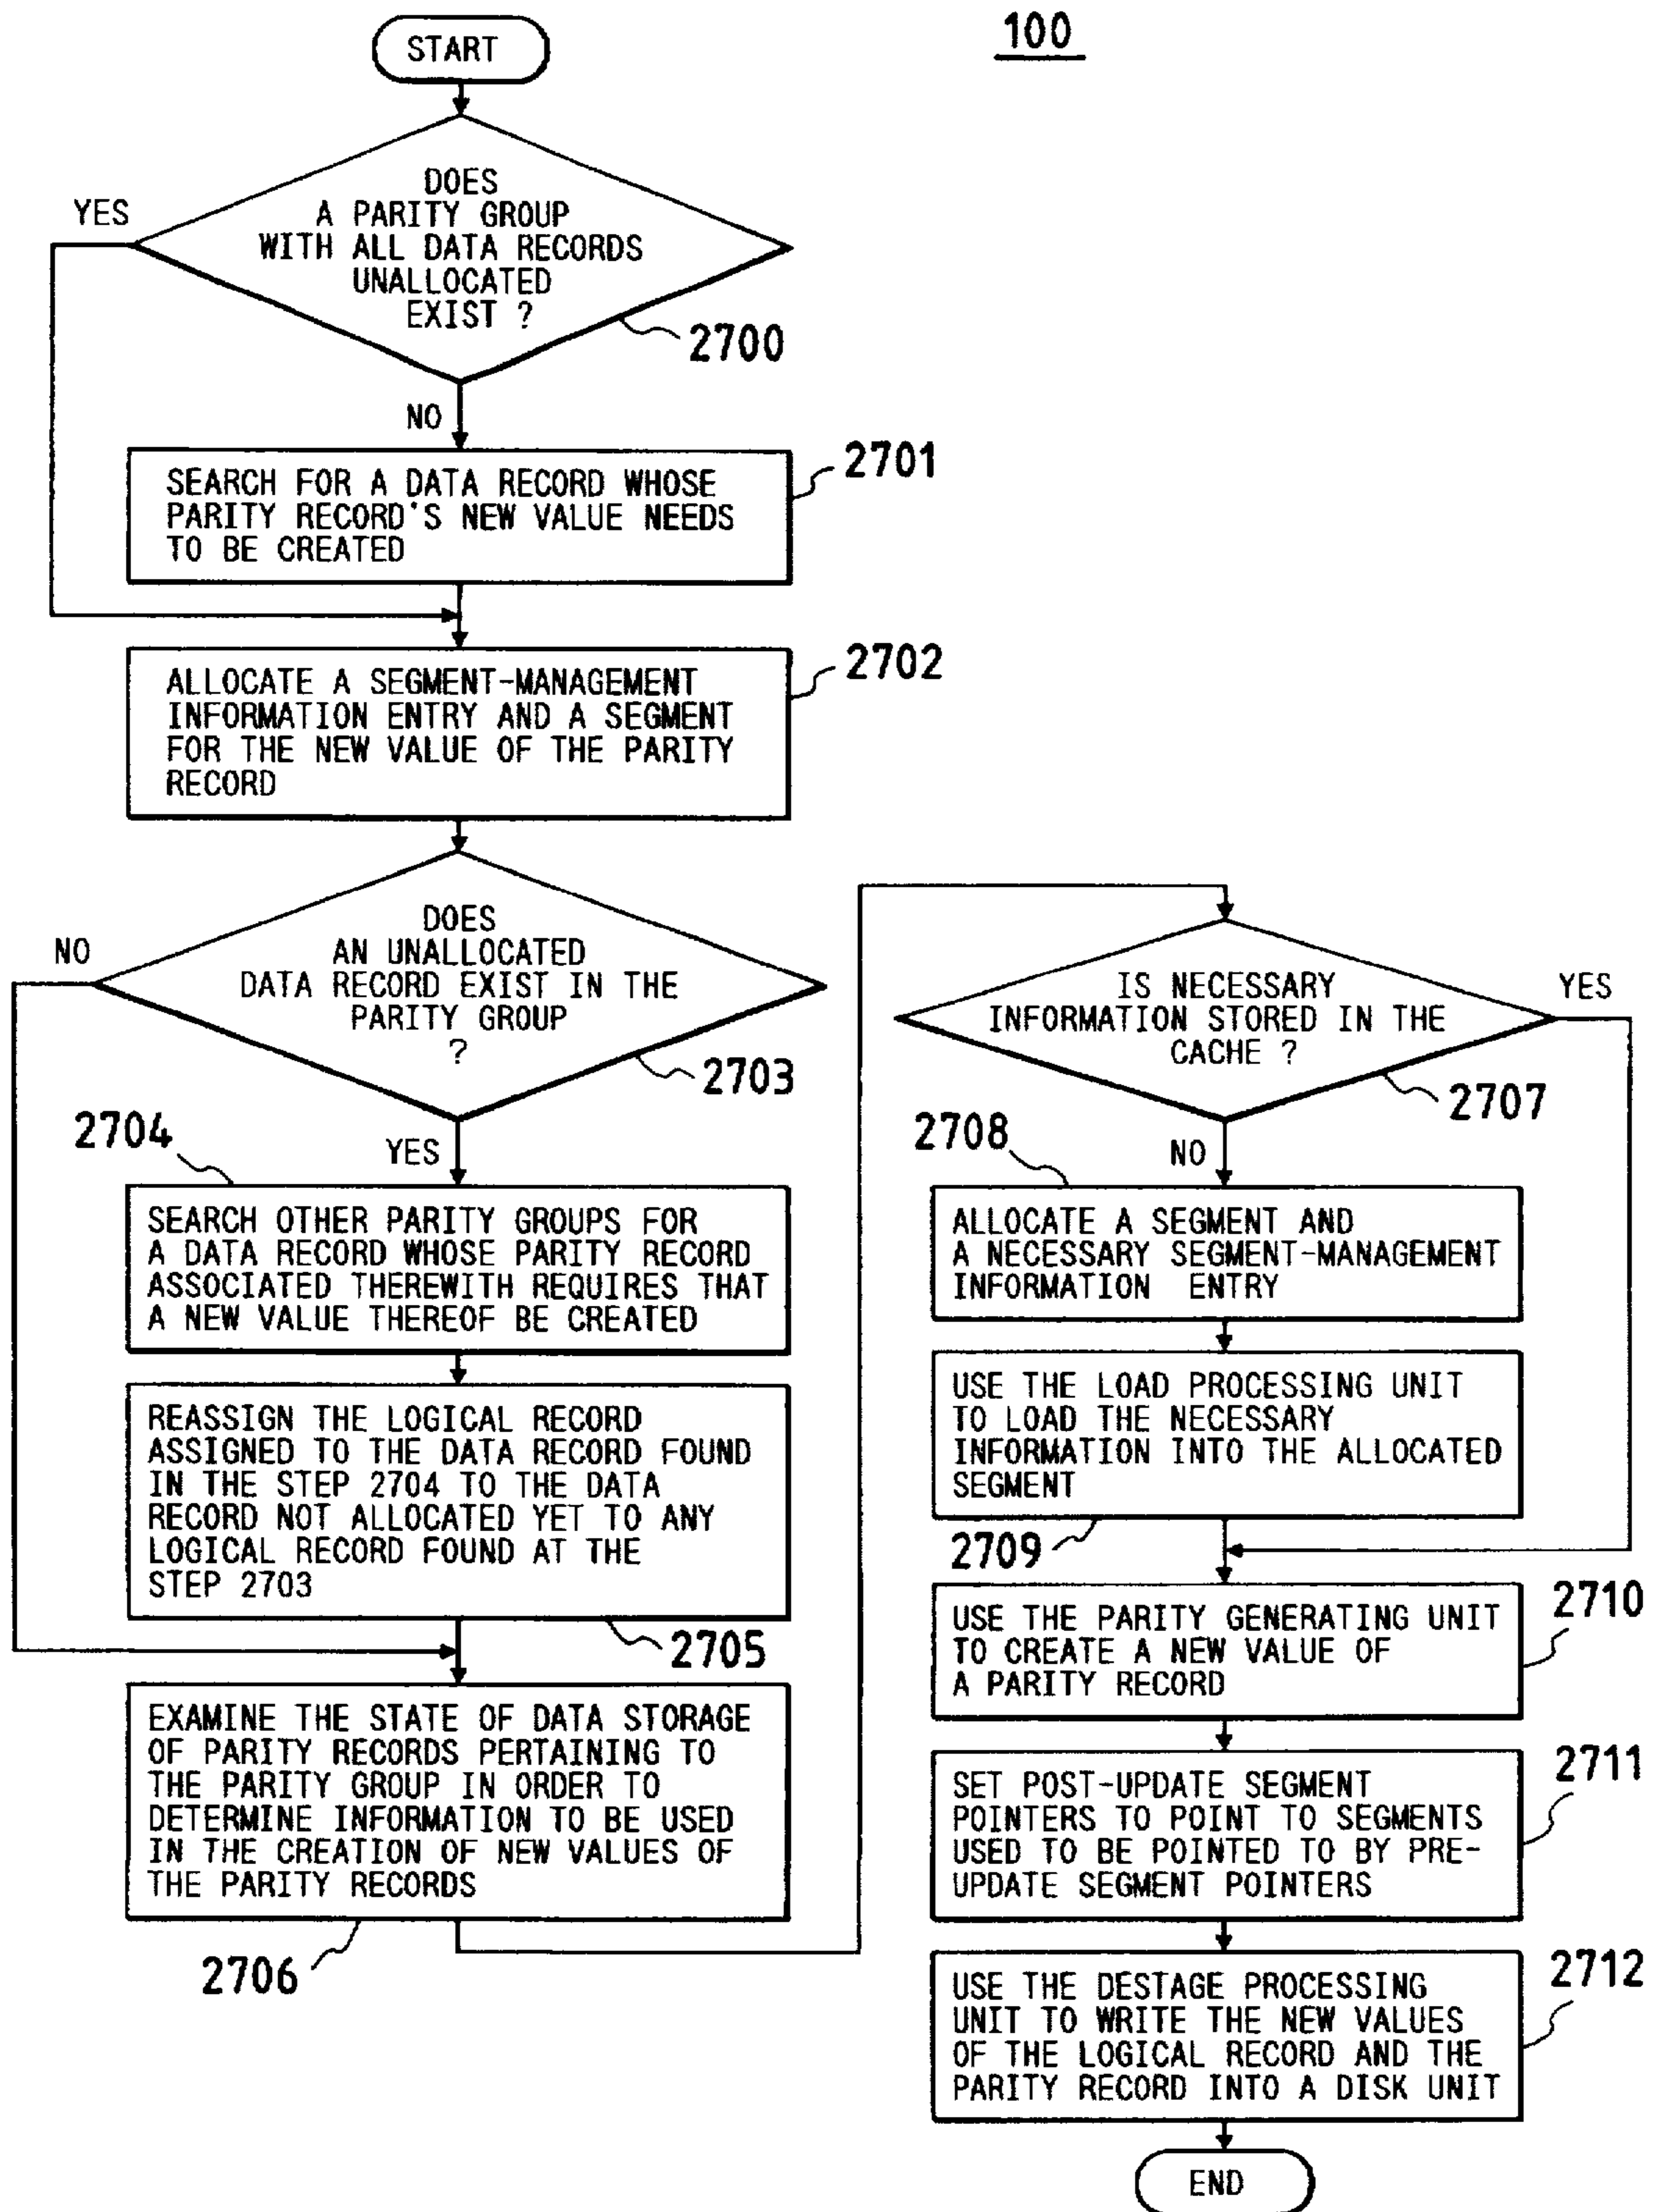 100
START
DOES
A PARITY GROUP
WITH ALL DATA RECORDS
UNALLOCATED
EXIST ?
YES
2700
NO
2701
SEARCH FOR A DATA RECORD WHOSE
PARITY RECORD'S NEW VALUE NEEDS
TO BE CREATED
2702
ALLOCATE A SEGMENT-MANAGEMENT
INFORMATION ENTRY AND A SEGMENT
FOR THE NEW VALUE OF THE PARITY
RECORD
DOES
AN UNALLOCATED
DATA RECORD EXIST IN THE
PARITY GROUP
?
NO
2703
2704
YES
SEARCH OTHER PARITY GROUPS FOR
A DATA RECORD WHOSE PARITY RECORD
ASSOCIATED THEREWITH REQUIRES THAT
A NEW VALUE THEREOF BE CREATED
REASSIGN THE LOGICAL RECORD
ASSIGNED TO THE DATA RECORD FOUND
IN THE STEP 2704 TO THE DATA
RECORD NOT ALLOCATED YET TO ANY
LOGICAL RECORD FOUND AT THE
STEP 2703
2705
EXAMINE THE STATE OF DATA STORAGE
OF PARITY RECORDS PERTAINING TO
THE PARITY GROUP IN ORDER TO
DETERMINE INFORMATION TO BE USED
IN THE CREATION OF NEW VALUES OF
THE PARITY RECORDS
2706
IS NECESSARY
INFORMATION STORED IN THE
CACHE ?
YES
2707
2708
NO
ALLOCATE A SEGMENT AND
A NECESSARY SEGMENT-MANAGEMENT
INFORMATION ENTRY
USE THE LOAD PROCESSING UNIT
TO LOAD THE NECESSARY
INFORMATION INTO THE ALLOCATED
SEGMENT
2709
2710
USE THE PARITY GENERATING UNIT
TO CREATE A NEW VALUE OF
A PARITY RECORD
2711
SET POST-UPDATE SEGMENT
POINTERS TO POINT TO SEGMENTS
USED TO BE POINTED TO BY PRE-
UPDATE SEGMENT POINTERS
2712
USE THE DESTAGE PROCESSING
UNIT TO WRITE THE NEW VALUES
OF THE LOGICAL RECORD AND THE
PARITY RECORD INTO A DISK UNIT
END